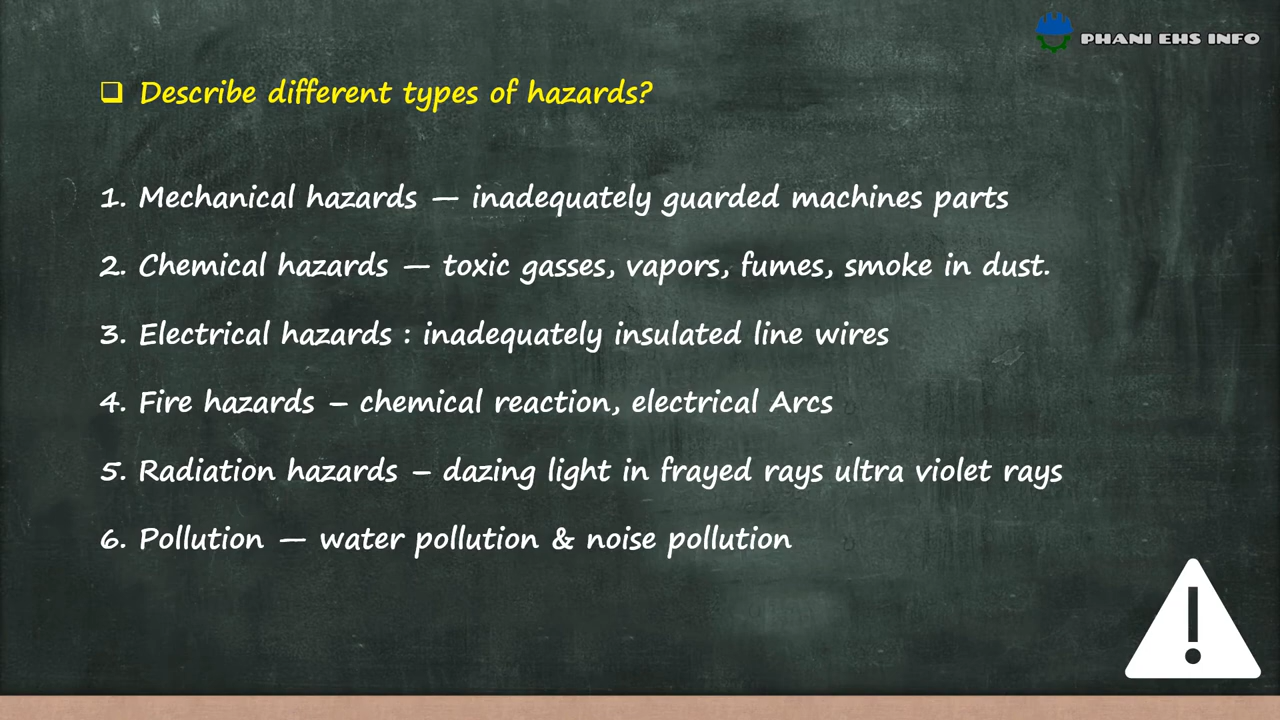 PHANI EHS INFO
❑ Describe different types of hazards?
1. Mechanical hazards — inadequately guarded machines parts
2. Chemical hazards — toxic gasses, vapors, fumes, smoke in dust.
3. Electrical hazards : inadequately insulated line wires
4. Fire hazards – chemical reaction, electrical Arcs
5. Radiation hazards – dazing light in frayed rays ultra violet rays
6. Pollution — water pollution & noise pollution